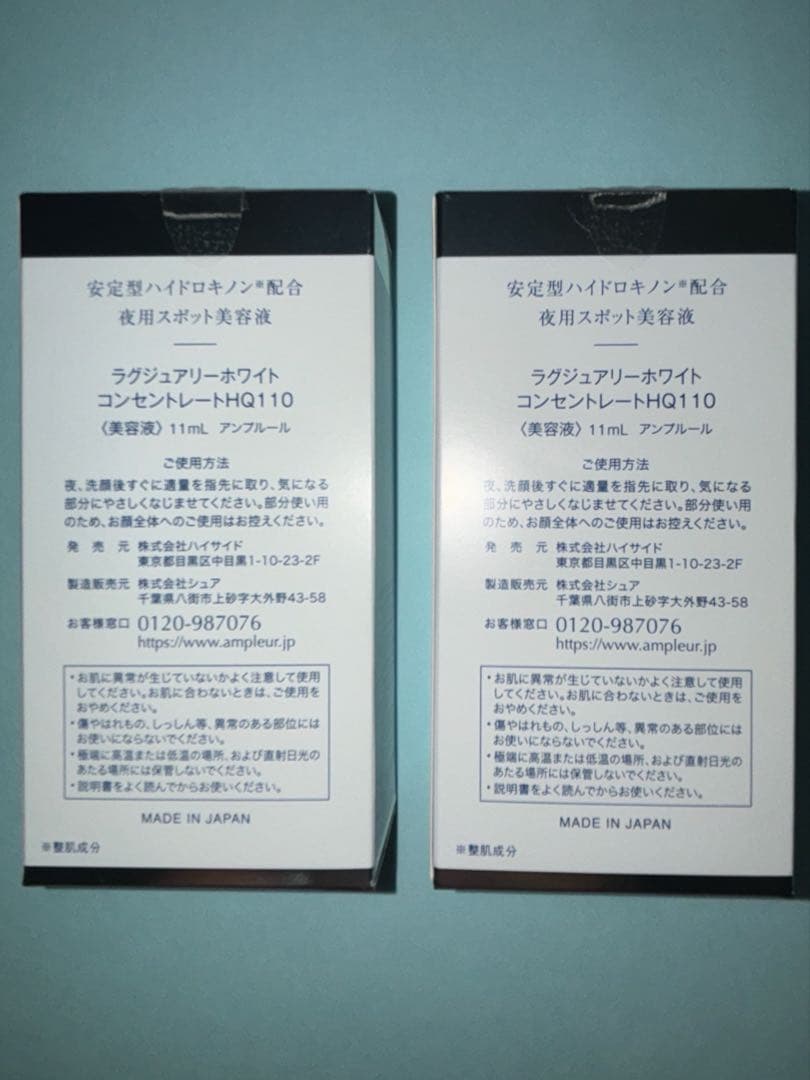 安定型ハイドロキノン※配合
夜用スポット美容液
ラグジュアリーホワイト
コンセントレートHQ110
〈美容液〉 11mL アンプルール
ご使用方法
夜、洗顔後すぐに適量を指先に取り、気になる
部分にやさしくなじませてください。部分使い用
のため、お顔全体へのご使用はお控えください。
発売元 株式会社ハイサイド
東京都目黒区中目黒1-10-23-2F
製造販売元 株式会社シュア
千葉県八街市上砂字大外野43-58
お客様窓口 0120-987076
https://www.ampleur.jp
・お肌に異常が生じていないかよく注意して使用
してください。お肌に合わないときは、ご使用を
おやめください。
・傷やはれもの、しっしん等、異常のある部位には
お使いにならないでください。
・極端に高温または低温の場所、および直射日光の
あたる場所には保管しないでください。
・説明書をよく読んでからお使いください。
MADE IN JAPAN
※整肌成分
安定型ハイドロキノン※配合
夜用スポット美容液
ラグジュアリーホワイト
コンセントレートHQ110
〈美容液〉 11mL アンプルール
ご使用方法
夜、洗顔後すぐに適量を指先に取り、気になる
部分にやさしくなじませてください。部分使い用
のため、お顔全体へのご使用はお控えください。
発売元 株式会社ハイサイド
東京都目黒区中目黒1-10-23-2F
製造販売元 株式会社シュア
千葉県八街市上砂字大外野43-58
お客様窓口 0120-987076
https://www.ampleur.jp
・お肌に異常が生じていないかよく注意して使用
してください。お肌に合わないときは、ご使用を
おやめください。
・傷やはれもの、しっしん等、異常のある部位には
お使いにならないでください。
・極端に高温または低温の場所、および直射日光の
あたる場所には保管しないでください。
・説明書をよく読んでからお使いください。
MADE IN JAPAN
※整肌成分